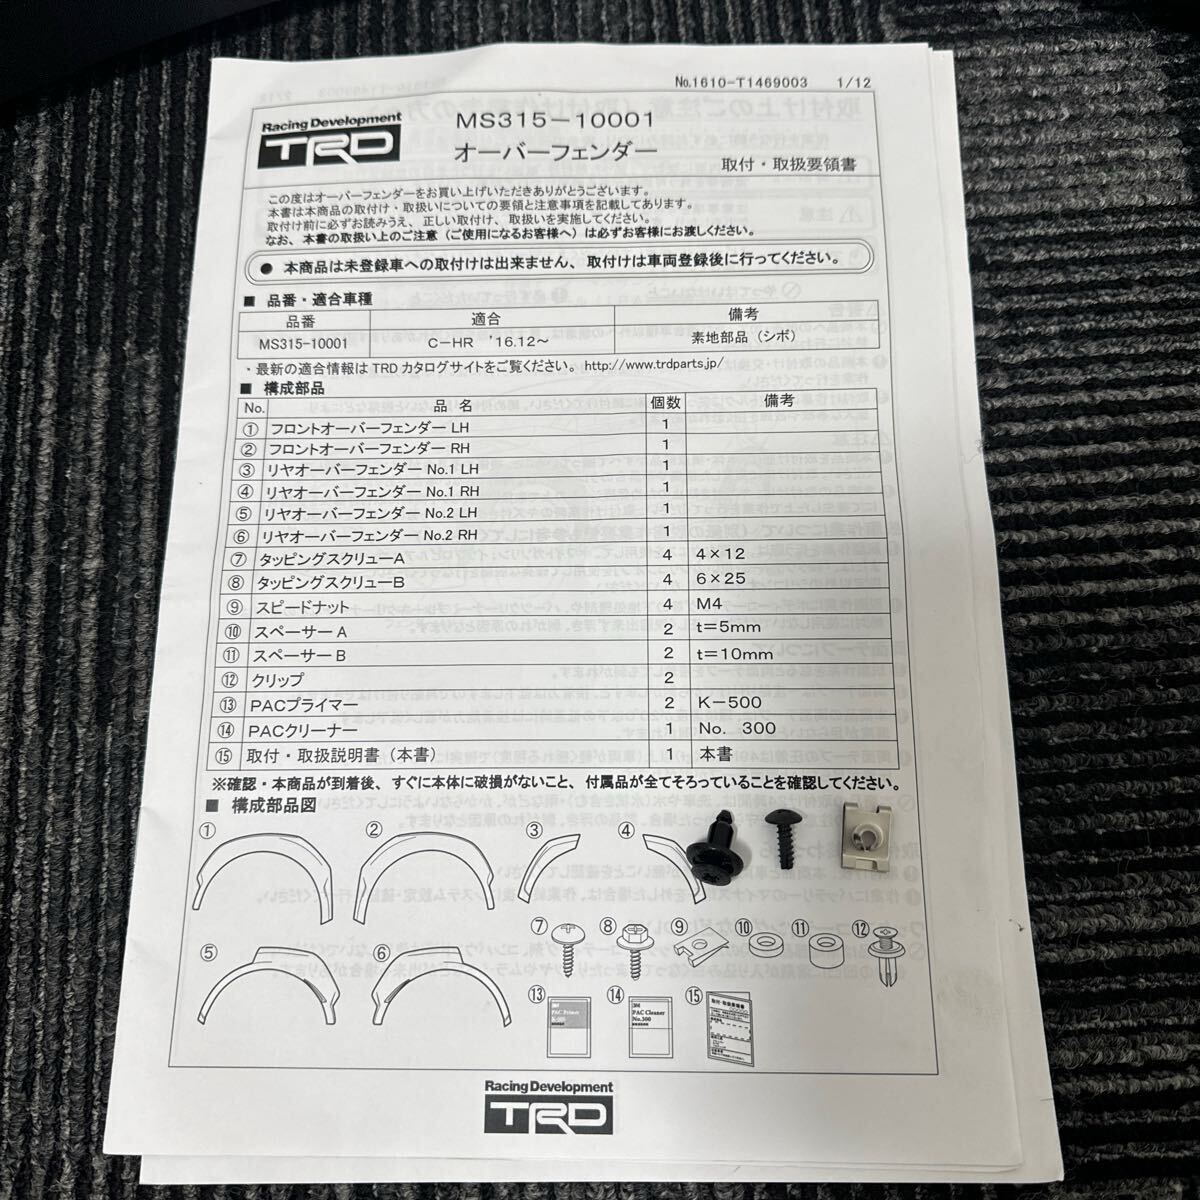 No.1610-T1469003 1/12
Racing Development
TRD
MS315-10001
オーバーフェンダー
取付・取扱要領書
この度はオーバーフェンダーをお買い上げいただきありがとうございます。
本書は本商品の取付け・取扱いについての要領と注意事項を記載してあります。
取付け前に必ずお読みうえ、正しい取付け、取扱いを実施してください。
なお、本書の取扱い上のご注意（ご使用になるお客様へ）は必ずお客様にお渡しください。
● 本商品は未登録車への取付けは出来ません、取付けは車両登録後に行ってください。
■ 品番・適合車種
品番 適合 備考
MS315-10001 C-HR '16.12～ 素地部品（シボ）
・最新の適合情報は TRD カタログサイトをご覧ください。http://www.trdparts.jp/
■ 構成部品
No. 品 名 個数 備考
① フロントオーバーフェンダー LH 1
② フロントオーバーフェンダー RH 1
③ リヤオーバーフェンダー No.1 LH 1
④ リヤオーバーフェンダー No.1 RH 1
⑤ リヤオーバーフェンダー No.2 LH 1
⑥ リヤオーバーフェンダー No.2 RH 1
⑦ タッピングスクリューA 4 4×12
⑧ タッピングスクリューB 4 6×25
⑨ スピードナット 4 M4
⑩ スペーサー A 2 t=5mm
⑪ スペーサー B 2 t=10mm
⑫ クリップ 2
⑬ PACプライマー 2 K-500
⑭ PACクリーナー 1 No. 300
⑮ 取付・取扱説明書（本書） 1 本書
※確認・本商品が到着後、すぐに本体に破損がないこと、付属品が全てそろっていることを確認してください。
■ 構成部品図
① ② ③ ④
⑦ ⑧ ⑨ ⑩ ⑪ ⑫
⑤ ⑥
⑬ ⑭ ⑮
3M
PAC Primer
K-500
3M
PAC Cleaner
No.300
Racing Development
TRD